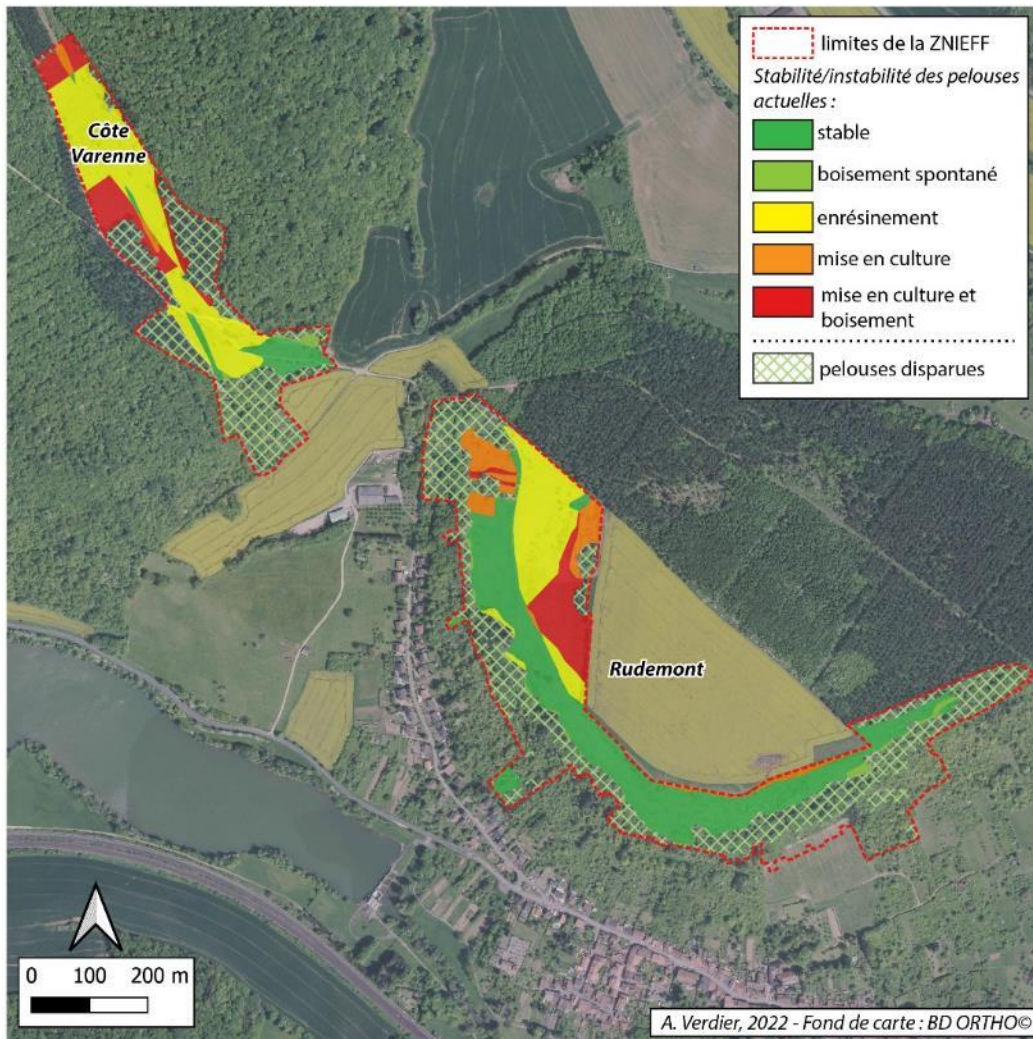 limites de la ZNIEFF
Stabilité/instabilité des pelouses
actuelles :
stable
boisement spontané
enrésinement
mise en culture
mise en culture et
boisement
pelouses disparues
Côte
Varenne
Rudemont
0 100 200 m
A. Verdier, 2022 - Fond de carte : BD ORTHO©